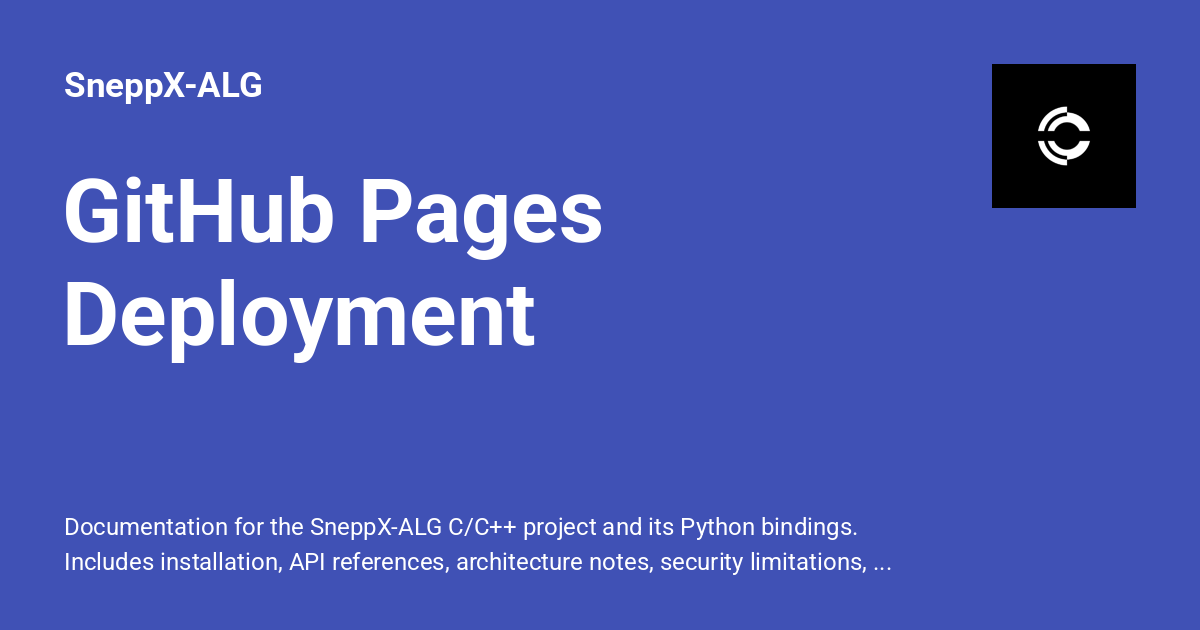 SneppX-ALG
GitHub Pages
Deployment
Documentation for the SneppX-ALG C/C++ project and its Python bindings.
Includes installation, API references, architecture notes, security limitations, ...